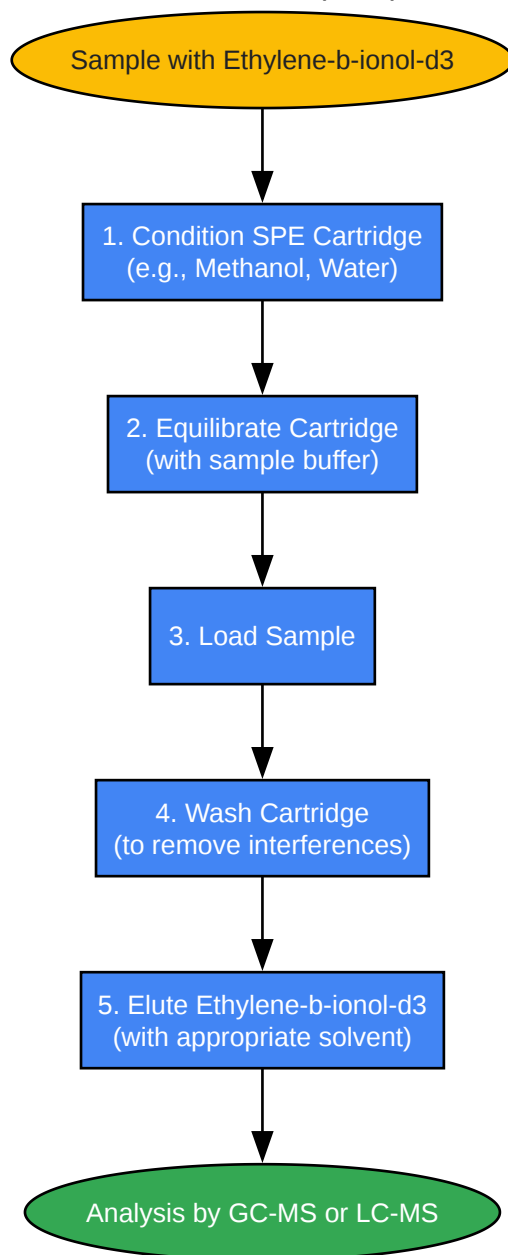 Sample with Ethylene-b-ionol-d3
1. Condition SPE Cartridge
(e.g., Methanol, Water)
2. Equilibrate Cartridge
(with sample buffer)
3. Load Sample
4. Wash Cartridge
(to remove interferences)
5. Elute Ethylene-b-ionol-d3
(with appropriate solvent)
Analysis by GC-MS or LC-MS